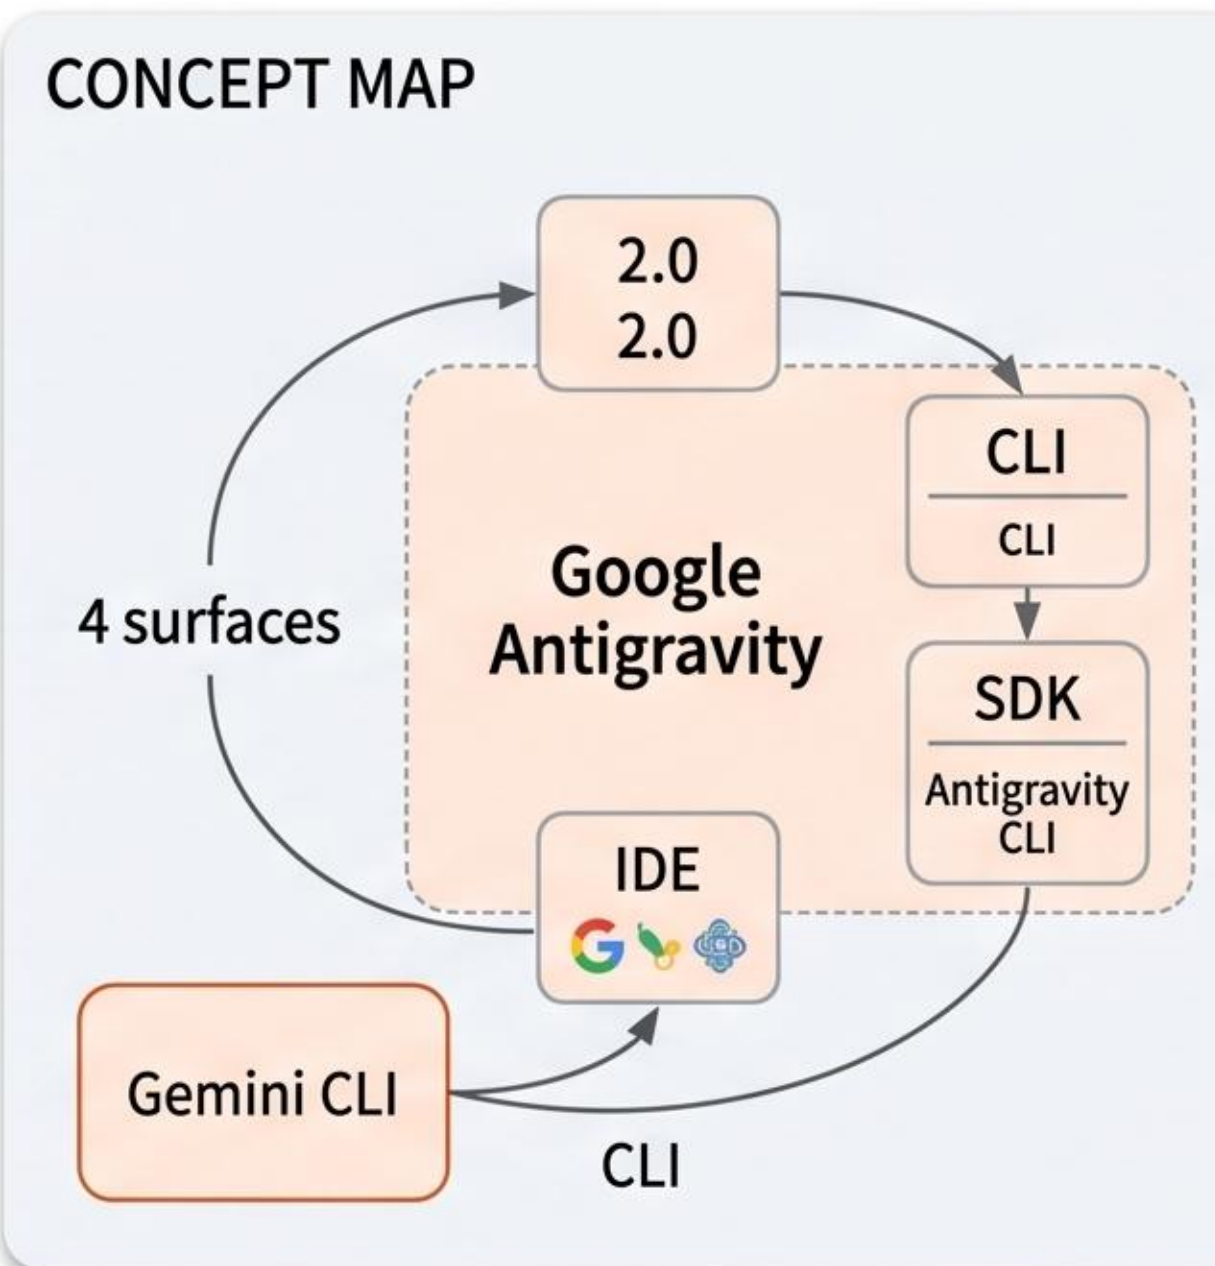 CONCEPT MAP
2.0
2.0
CLI
CLI
Google
Antigravity
4 surfaces
SDK
Antigravity
CLI
IDE
Gemini CLI
CLI